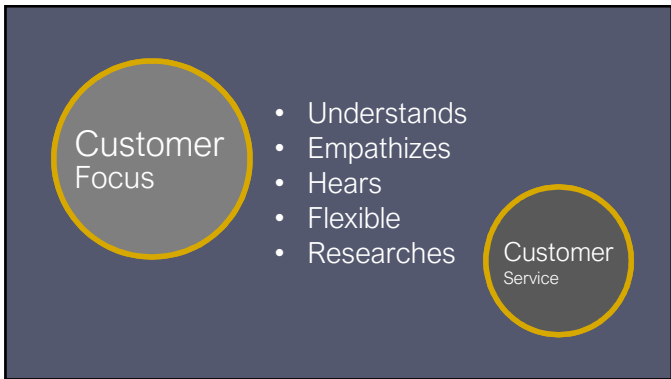 Customer
Focus
• Understands
• Empathizes
• Hears
• Flexible
• Researches
Customer
Service